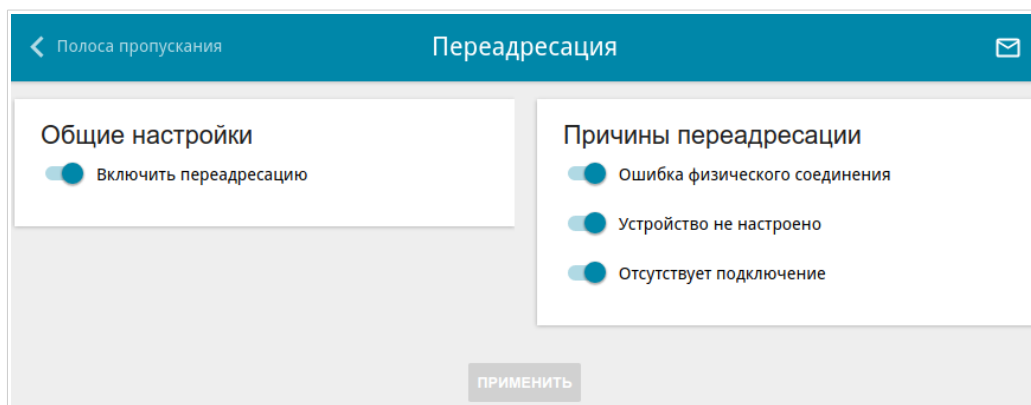 Полоса пропускания
Переадресация
Общие настройки
Включить переадресацию
Причины переадресации
Ошибка физического соединения
Устройство не настроено
Отсутствует подключение
ПРИМЕНИТЬ